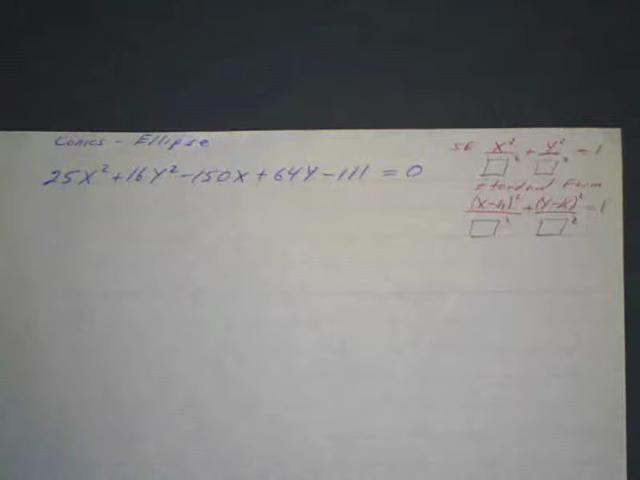 Conics - Ellipse
25X² + 16Y² - 150X + 64Y - 111 = 0
SF X²/□² + Y²/□² = 1
standard Form
(X-h)²/□² + (Y-k)²/□² = 1